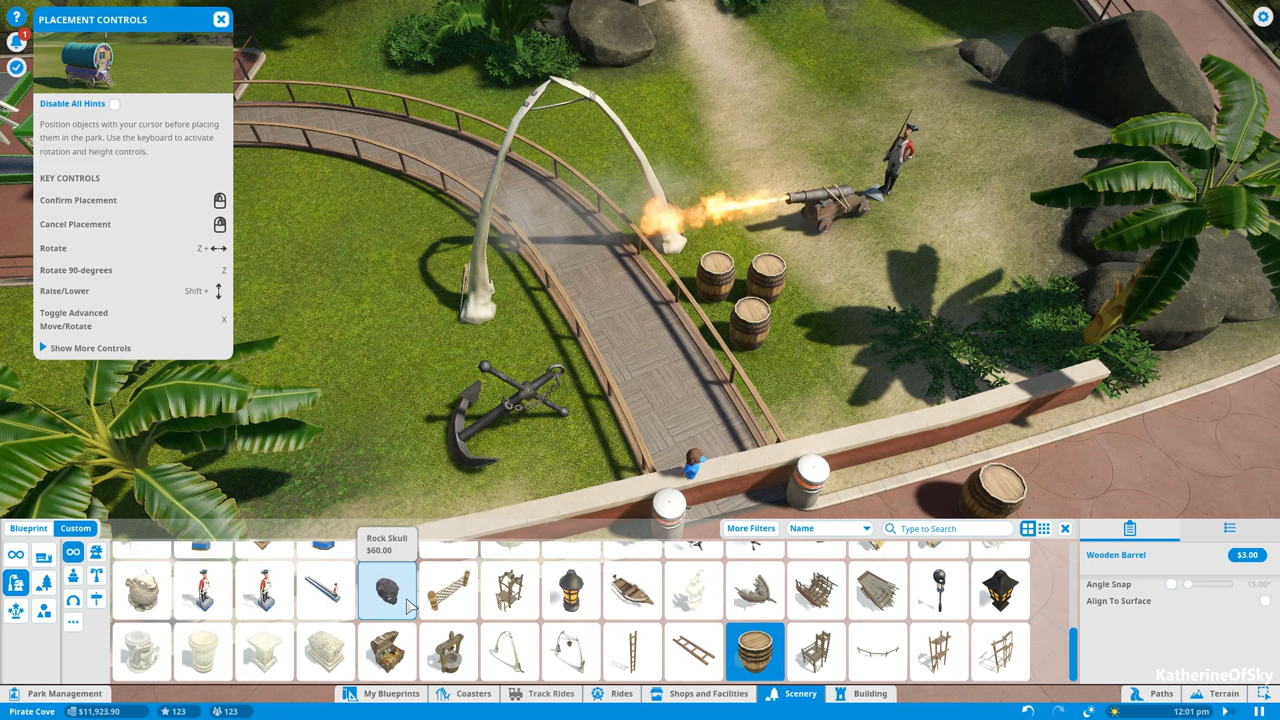 PLACEMENT CONTROLS
?
1
Disable All Hints
Position objects with your cursor before placing
them in the park. Use the keyboard to activate
rotation and height controls.
KEY CONTROLS
Confirm Placement
Cancel Placement
Rotate
Z +
Rotate 90-degrees
Z
Raise/Lower
Shift +
Toggle Advanced
Move/Rotate
X
Show More Controls
Blueprint
Custom
More Filters
Name
Type to Search
Rock Skull
$60.00
Wooden Barrel
$3.00
Angle Snap
15.00°
Align To Surface
KatherineOfSky
Park Management
My Blueprints
Coasters
Track Rides
Rides
Shops and Facilities
Scenery
Building
Paths
Terrain
Pirate Cove
$11,923.90
123
123
12:01 pm